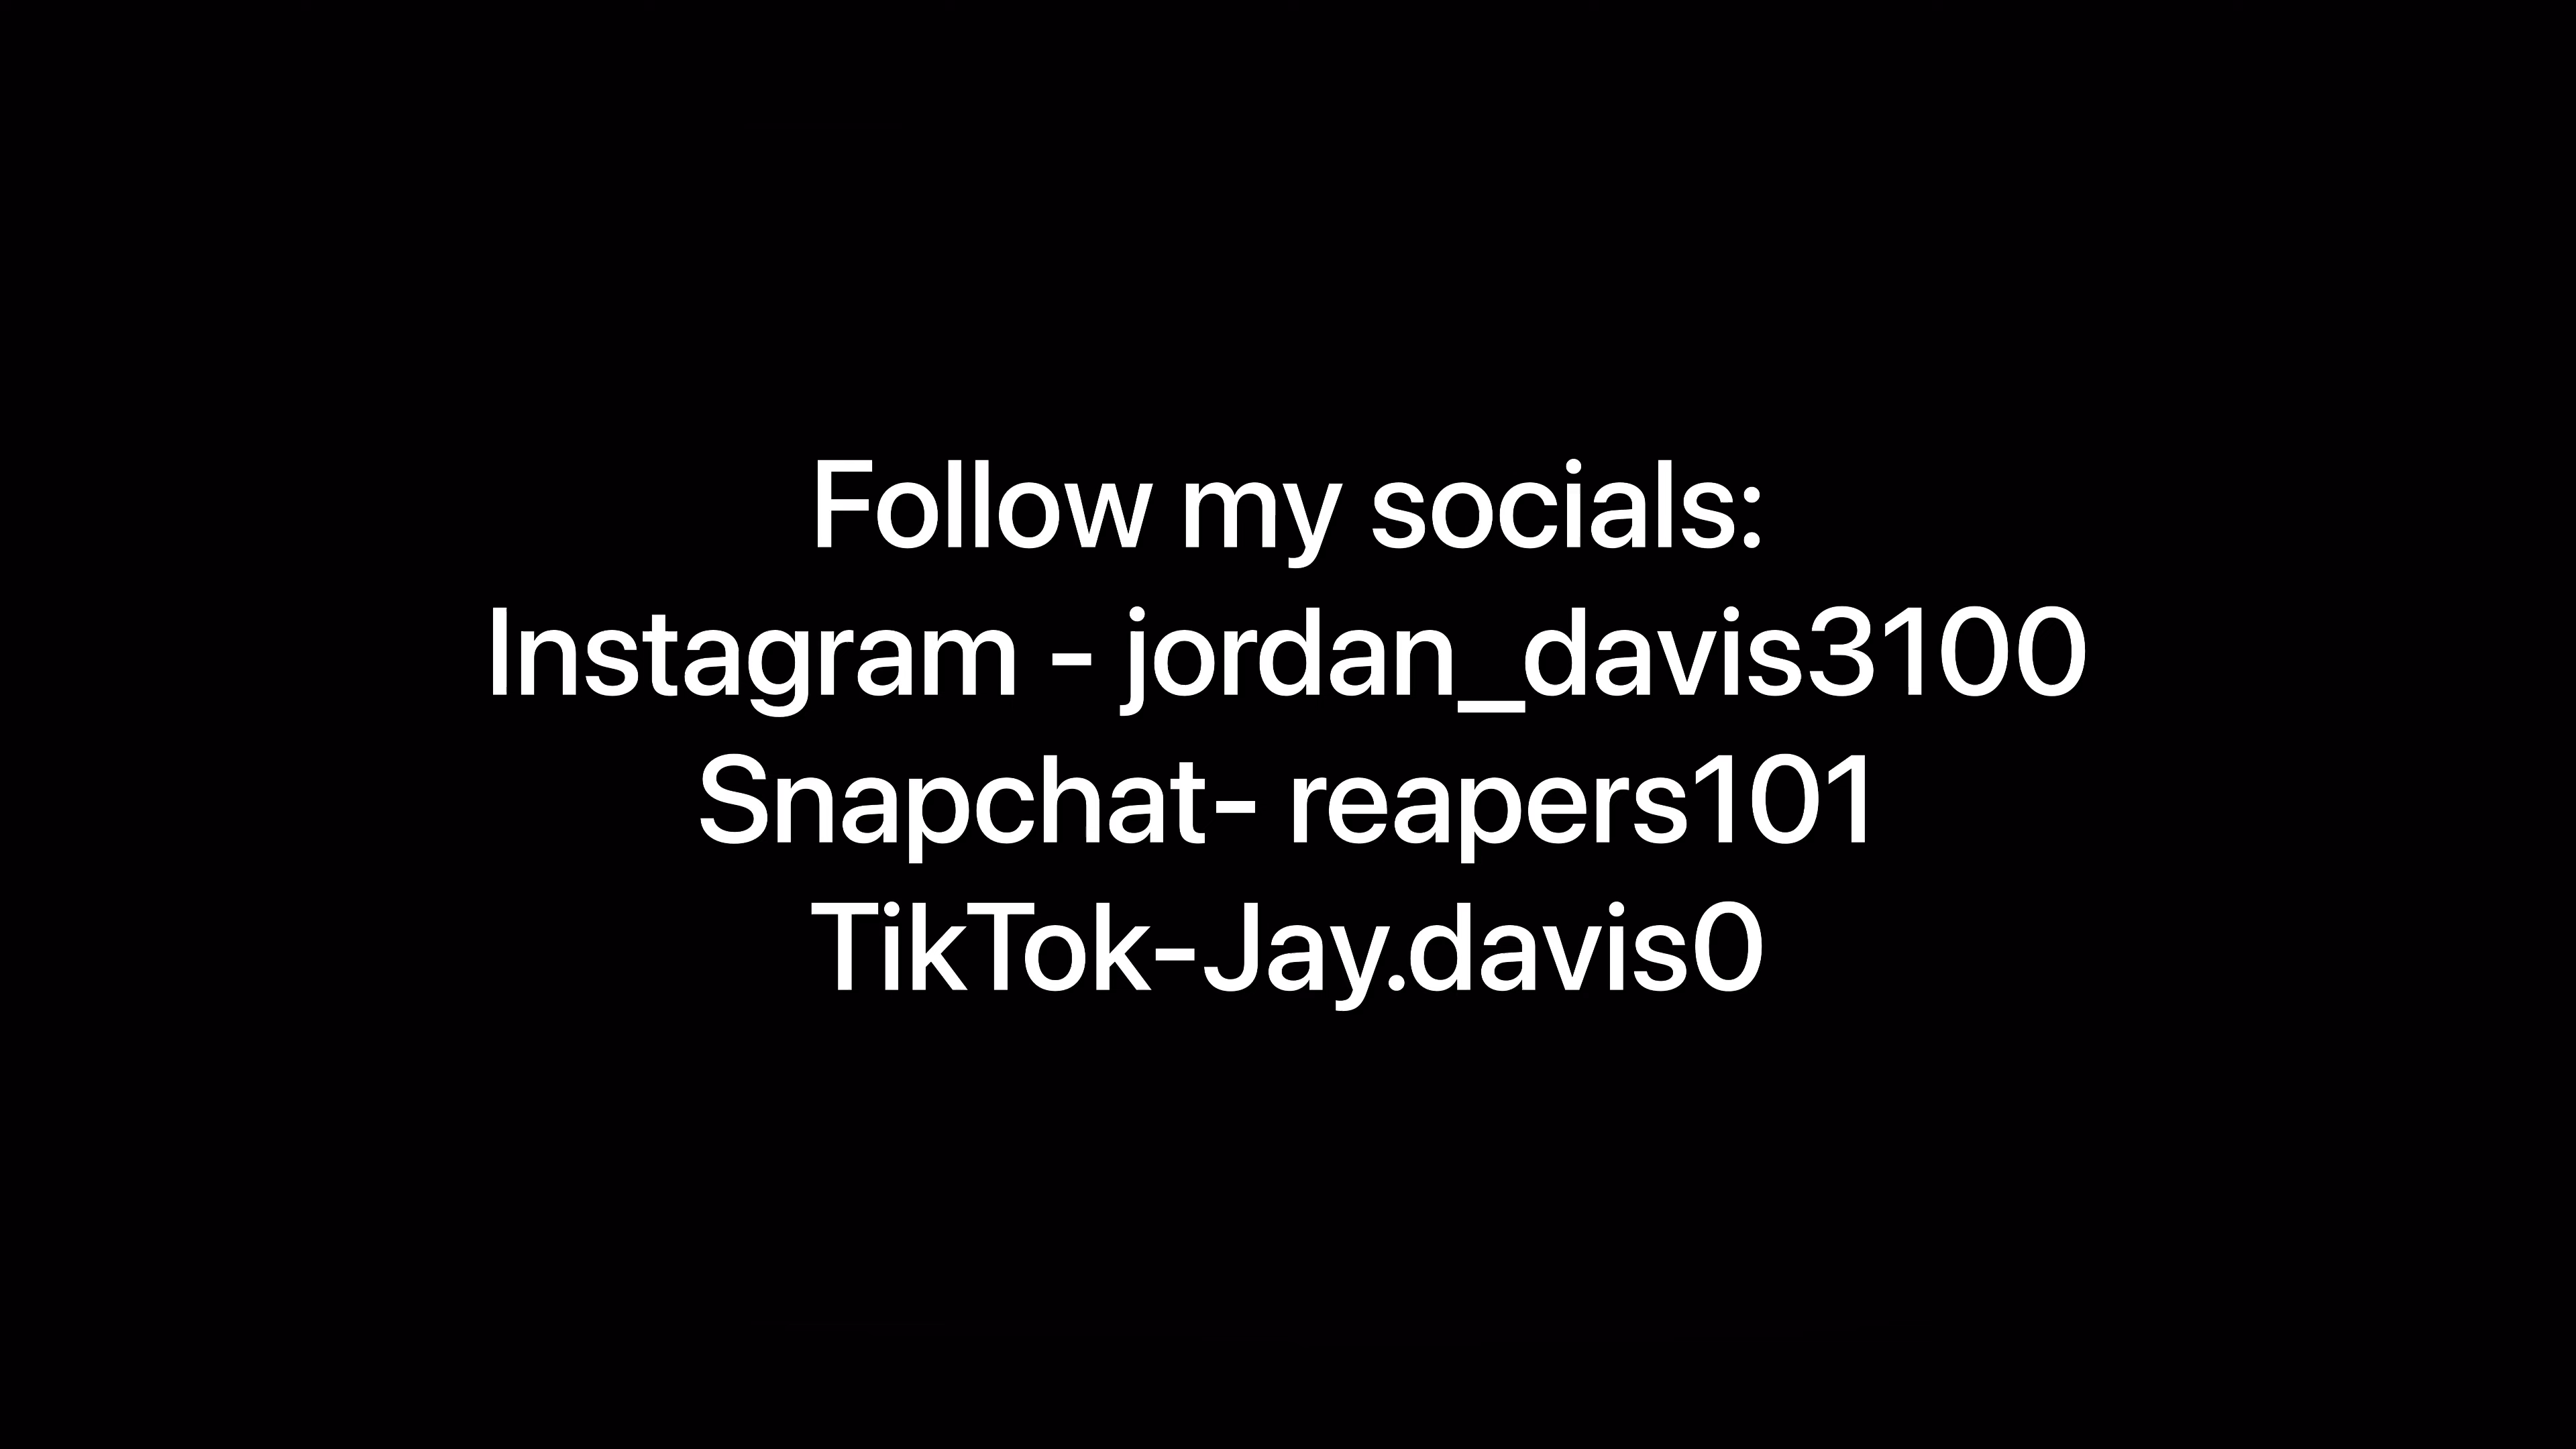 Follow my socials:
Instagram - jordan_davis3100
Snapchat- reapers101
TikTok-Jay.davis0